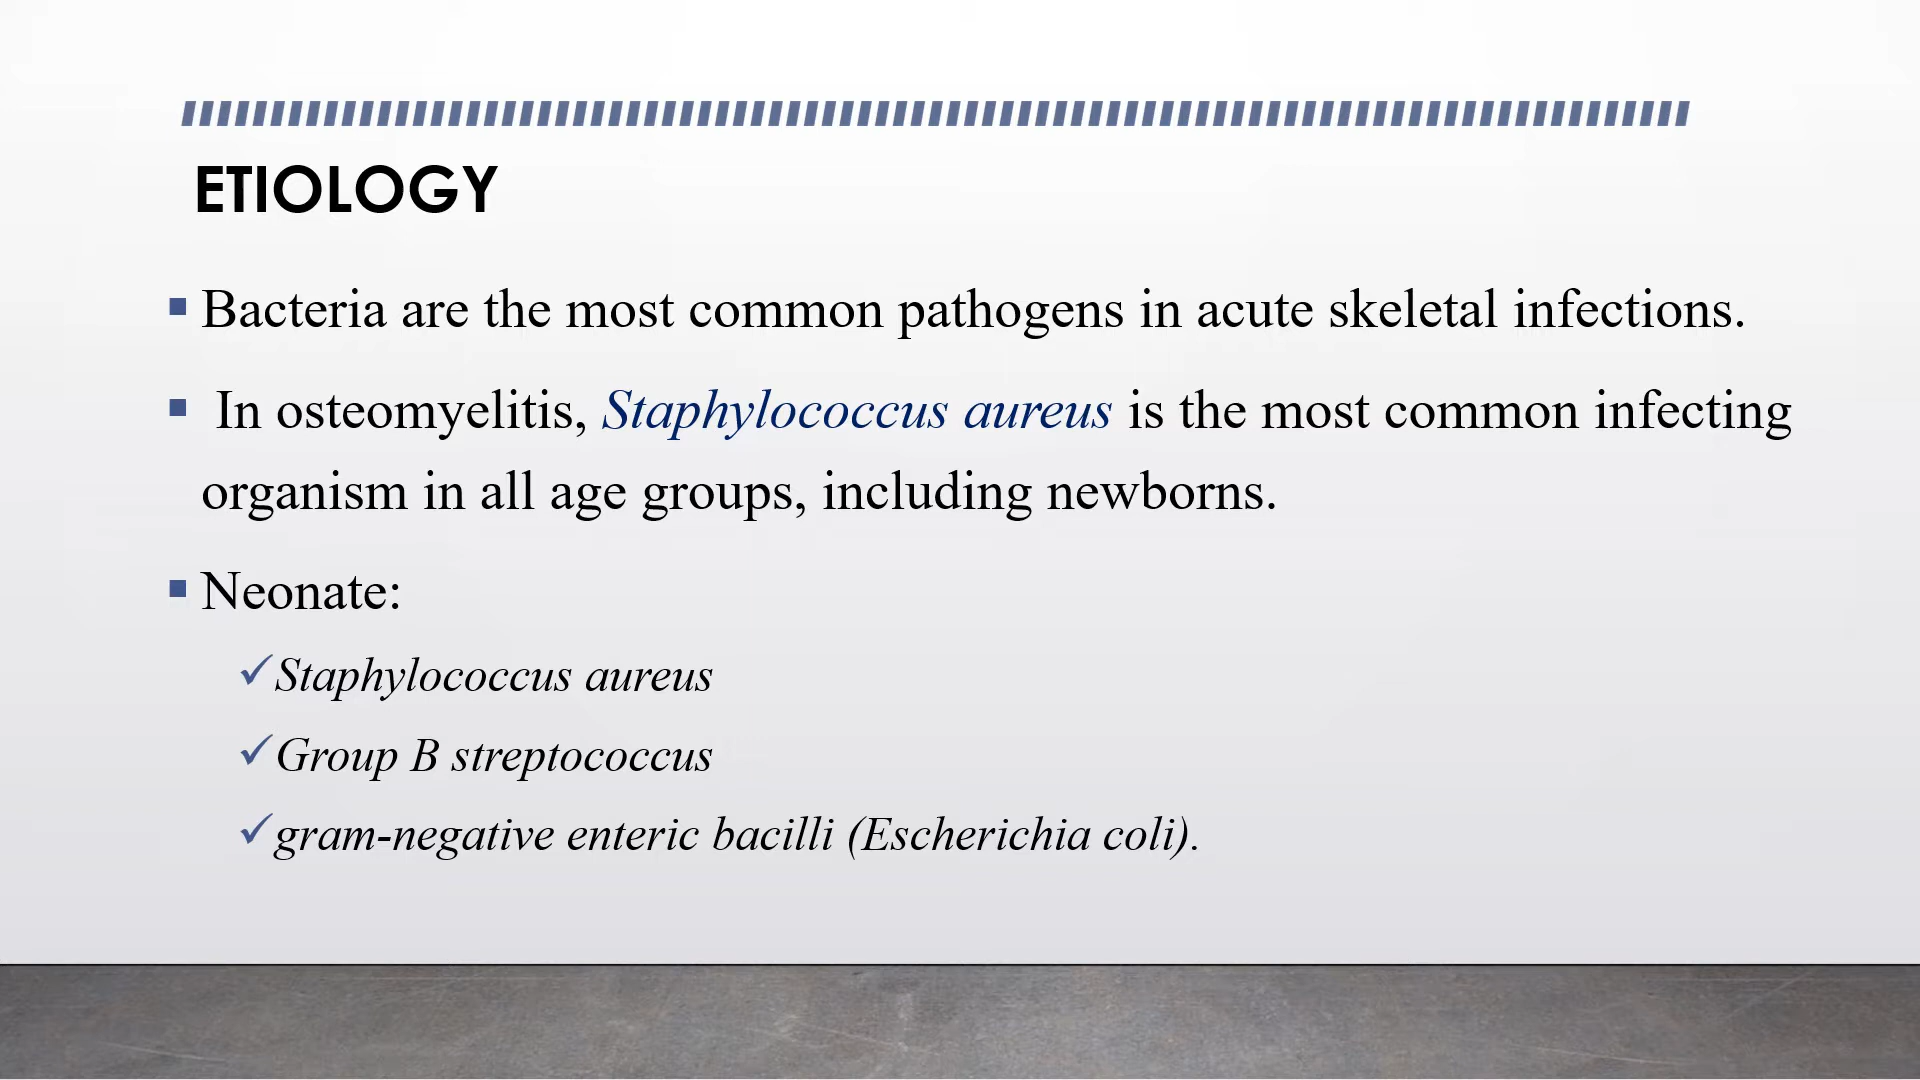 ETIOLOGY
Bacteria are the most common pathogens in acute skeletal infections.
In osteomyelitis, Staphylococcus aureus is the most common infecting
organism in all age groups, including newborns.
Neonate:
Staphylococcus aureus
Group B streptococcus
gram-negative enteric bacilli (Escherichia coli).